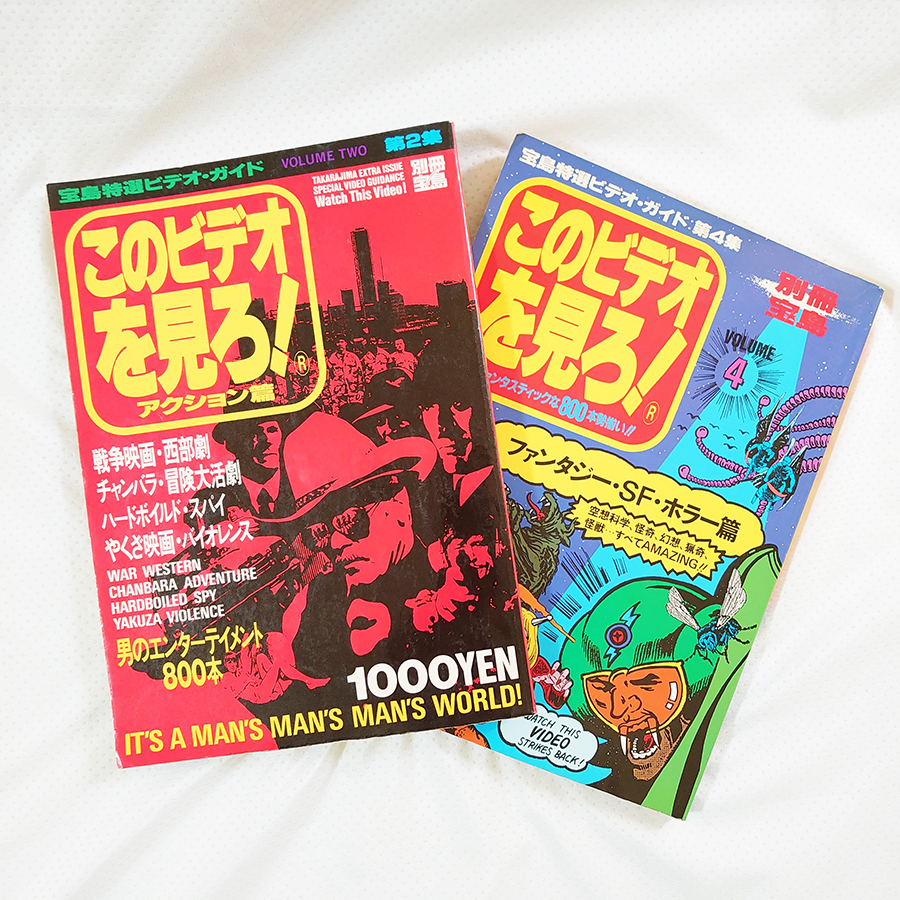 宝島特選ビデオ・ガイド VOLUME TWO 第2集
TAKARAJIMA EXTRA ISSUE
SPECIAL VIDEO GUIDANCE
Watch This Video!
別冊
宝島
このビデオ
を見ろ!
®
アクション篇
戦争映画・西部劇
チャンバラ・冒険大活劇
ハードボイルド・スパイ
やくざ映画・バイオレンス
WAR WESTERN
CHANBARA ADVENTURE
HARDBOILED SPY
YAKUZA VIOLENCE
男のエンターテイメント
800本
1000YEN
IT'S A MAN'S MAN'S MAN'S WORLD!
宝島特選ビデオ・ガイド:第4集
別冊
宝島
このビデオ
を見ろ!
®
ンタスティックな800本勢揃い!!
VOLUME
4
ファンタジー・SF・ホラー篇
空想科学、怪奇、幻想、猟奇、
怪獣…すべてAMAZING!!
WATCH THIS
VIDEO
STRIKES BACK!